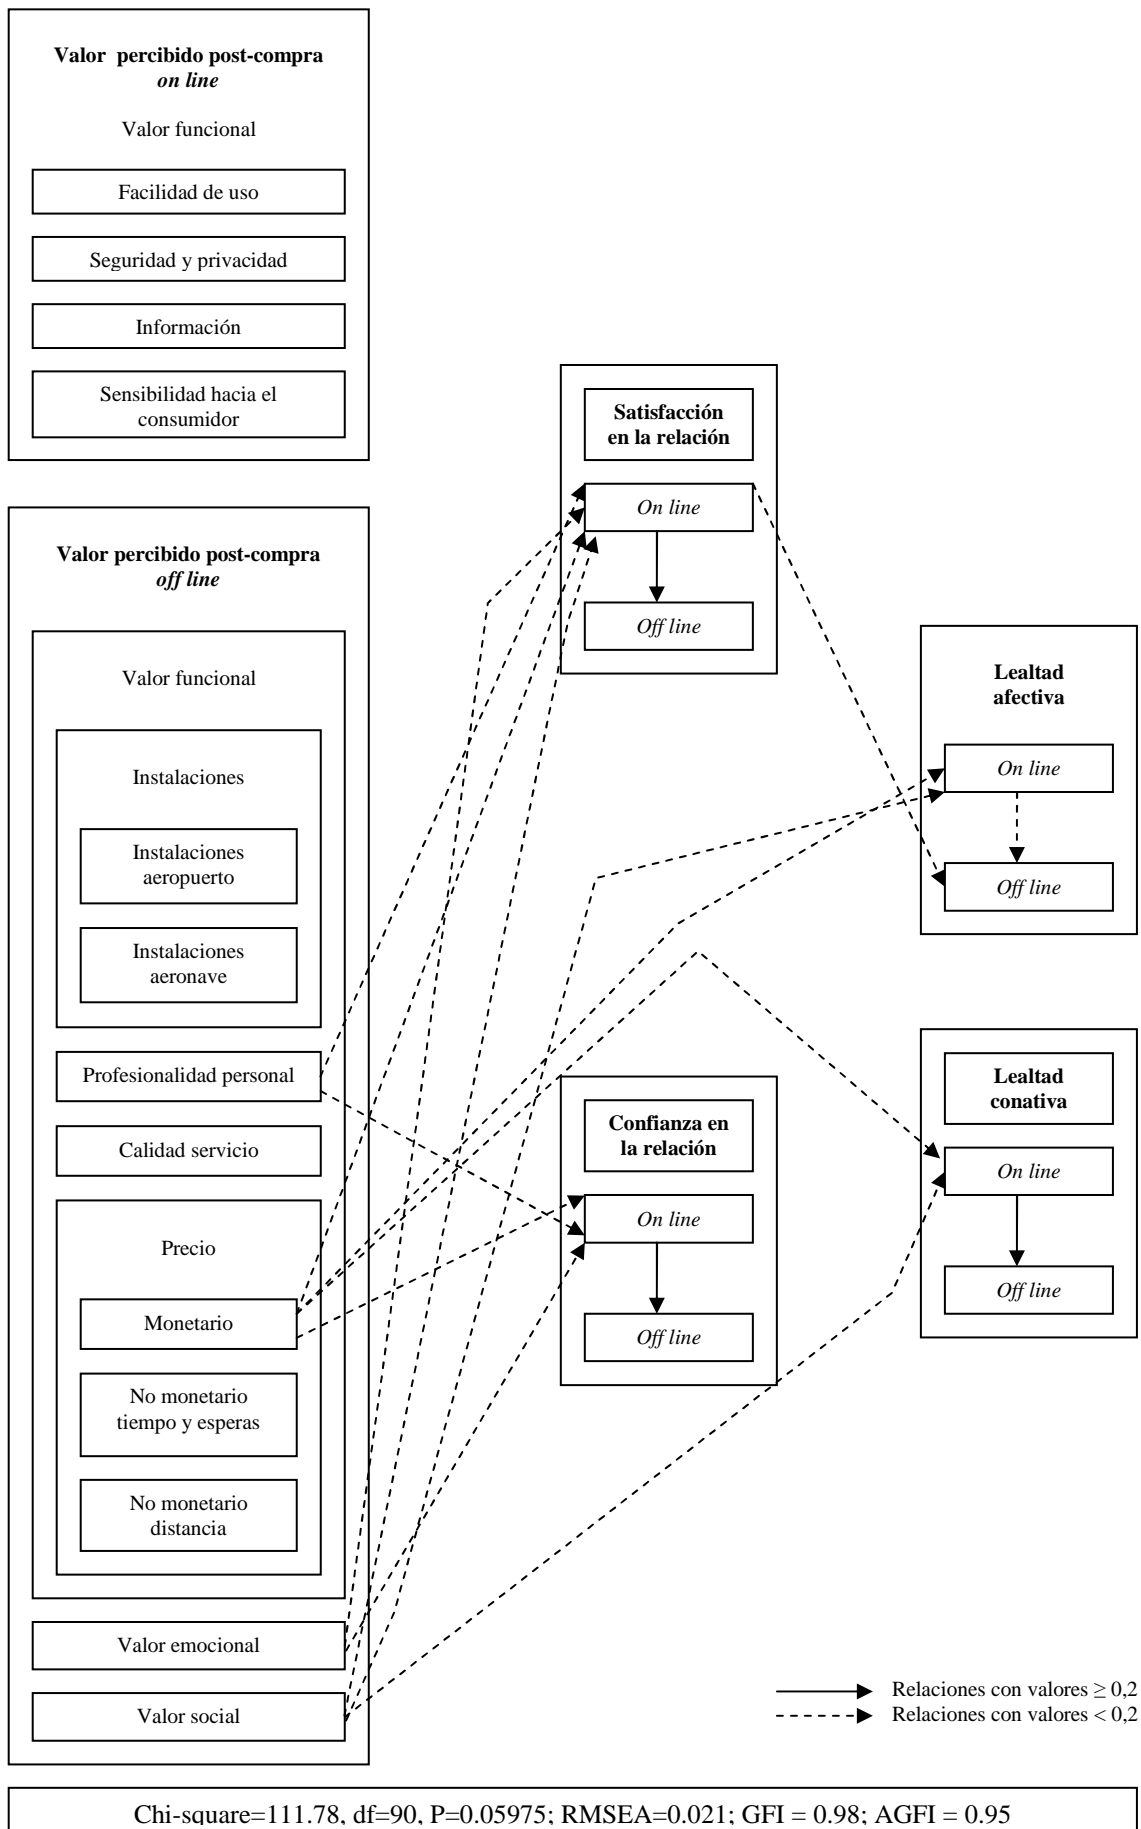 Valor percibido post-compra
on line
Valor funcional
Facilidad de uso
Seguridad y privacidad
Información
Sensibilidad hacia el
consumidor
Valor percibido post-compra
off line
Valor funcional
Instalaciones
Instalaciones
aeropuerto
Instalaciones
aeronave
Profesionalidad personal
Calidad servicio
Precio
Monetario
No monetario
tiempo y esperas
No monetario
distancia
Valor emocional
Valor social
Satisfacción
en la relación
On line
Off line
Confianza en
la relación
On line
Off line
Lealtad
afectiva
On line
Off line
Lealtad
conativa
On line
Off line
Relaciones con valores ≥ 0,2
Relaciones con valores < 0,2
Chi-square=111.78, df=90, P=0.05975; RMSEA=0.021; GFI = 0.98; AGFI = 0.95